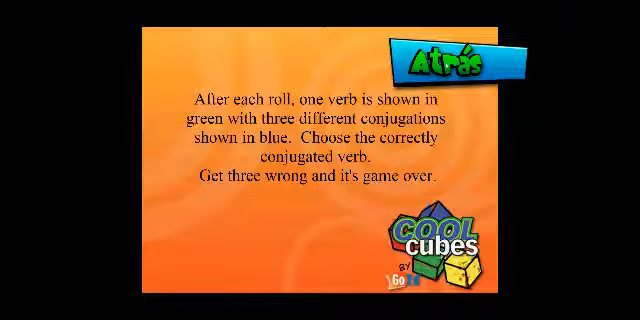 Atrás
After each roll, one verb is shown in
green with three different conjugations
shown in blue. Choose the correctly
conjugated verb.
Get three wrong and it's game over.
COOL
cubes
BY